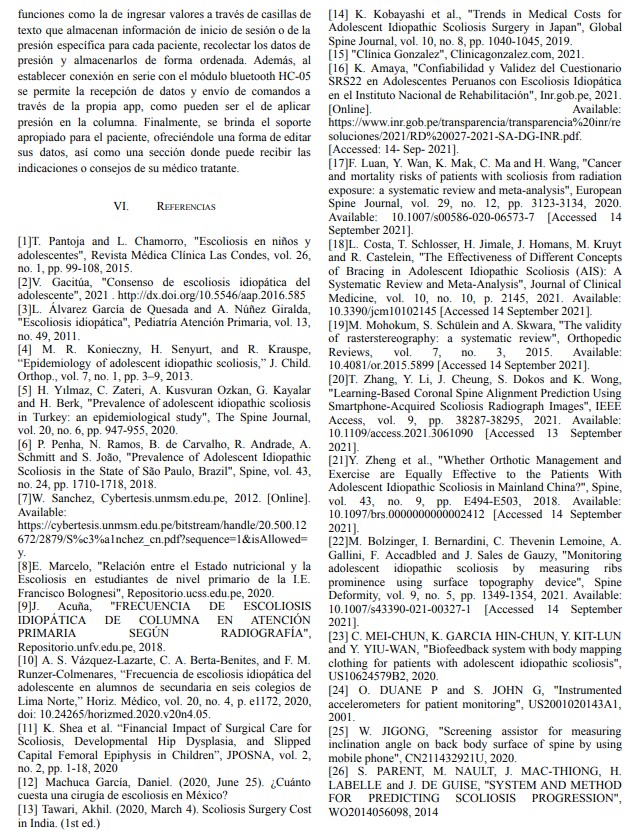 funciones como la de ingresar valores a través de casillas de
texto que almacenan información de inicio de sesión o de la
presión específica para cada paciente, recolectar los datos de
presión y almacenarlos de forma ordenada. Además, al
establecer conexión en serie con el módulo bluetooth HC-05
se permite la recepción de datos y envío de comandos a
través de la propia app, como pueden ser el de aplicar
presión en la columna. Finalmente, se brinda el soporte
apropiado para el paciente, ofreciéndole una forma de editar
sus datos, así como una sección donde puede recibir las
indicaciones o consejos de su médico tratante.
VI. REFERENCIAS
[1]T. Pantoja and L. Chamorro, "Escoliosis en niños y
adolescentes", Revista Médica Clínica Las Condes, vol. 26,
no. 1, pp. 99-108, 2015.
[2]V. Gacitúa, "Consenso de escoliosis idiopática del
adolescente", 2021 . http://dx.doi.org/10.5546/aap.2016.585
[3]L. Álvarez García de Quesada and A. Núñez Giralda,
"Escoliosis idiopática", Pediatría Atención Primaria, vol. 13,
no. 49, 2011.
[4] M. R. Konieczny, H. Senyurt, and R. Krauspe,
“Epidemiology of adolescent idiopathic scoliosis,” J. Child.
Orthop., vol. 7, no. 1, pp. 3–9, 2013.
[5] H. Yılmaz, C. Zateri, A. Kusvuran Ozkan, G. Kayalar
and H. Berk, "Prevalence of adolescent idiopathic scoliosis
in Turkey: an epidemiological study", The Spine Journal,
vol. 20, no. 6, pp. 947-955, 2020.
[6] P. Penha, N. Ramos, B. de Carvalho, R. Andrade, A.
Schmitt and S. João, "Prevalence of Adolescent Idiopathic
Scoliosis in the State of São Paulo, Brazil", Spine, vol. 43,
no. 24, pp. 1710-1718, 2018.
[7]W. Sanchez, Cybertesis.unmsm.edu.pe, 2012. [Online].
Available:
https://cybertesis.unmsm.edu.pe/bitstream/handle/20.500.12
672/2879/S%c3%a1nchez_cn.pdf?sequence=1&isAllowed=
y.
[8]E. Marcelo, "Relación entre el Estado nutricional y la
Escoliosis en estudiantes de nivel primario de la I.E.
Francisco Bolognesi", Repositorio.ucss.edu.pe, 2020.
[9]J. Acuña, "FRECUENCIA DE ESCOLIOSIS
IDIOPÁTICA DE COLUMNA EN ATENCIÓN
PRIMARIA SEGÚN RADIOGRAFÍA",
Repositorio.unfv.edu.pe, 2018.
[10] A. S. Vázquez-Lazarte, C. A. Berta-Benites, and F. M.
Runzer-Colmenares, “Frecuencia de escoliosis idiopática del
adolescente en alumnos de secundaria en seis colegios de
Lima Norte,” Horiz. Médico, vol. 20, no. 4, p. e1172, 2020,
doi: 10.24265/horizmed.2020.v20n4.05.
[11] K. Shea et al. “Financial Impact of Surgical Care for
Scoliosis, Developmental Hip Dysplasia, and Slipped
Capital Femoral Epiphysis in Children”, JPOSNA, vol. 2,
no. 2, pp. 1-18, 2020
[12] Machuca García, Daniel. (2020, June 25). ¿Cuánto
cuesta una cirugía de escoliosis en México?
[13] Tawari, Akhil. (2020, March 4). Scoliosis Surgery Cost
in India. (1st ed.)
[14] K. Kobayashi et al., "Trends in Medical Costs for
Adolescent Idiopathic Scoliosis Surgery in Japan", Global
Spine Journal, vol. 10, no. 8, pp. 1040-1045, 2019.
[15] "Clínica Gonzalez", Clinicagonzalez.com, 2021.
[16] K. Amaya, "Confiabilidad y Validez del Cuestionario
SRS22 en Adolescentes Peruanos con Escoliosis Idiopática
en el Instituto Nacional de Rehabilitación", Inr.gob.pe, 2021.
[Online]. Available:
https://www.inr.gob.pe/transparencia/transparencia%20inr/re
soluciones/2021/RD%20027-2021-SA-DG-INR.pdf.
[Accessed: 14- Sep- 2021].
[17]F. Luan, Y. Wan, K. Mak, C. Ma and H. Wang, "Cancer
and mortality risks of patients with scoliosis from radiation
exposure: a systematic review and meta-analysis", European
Spine Journal, vol. 29, no. 12, pp. 3123-3134, 2020.
Available: 10.1007/s00586-020-06573-7 [Accessed 14
September 2021].
[18]L. Costa, T. Schlosser, H. Jimale, J. Homans, M. Kruyt
and R. Castelein, "The Effectiveness of Different Concepts
of Bracing in Adolescent Idiopathic Scoliosis (AIS): A
Systematic Review and Meta-Analysis", Journal of Clinical
Medicine, vol. 10, no. 10, p. 2145, 2021. Available:
10.3390/jcm10102145 [Accessed 14 September 2021].
[19]M. Mohokum, S. Schülein and A. Skwara, "The validity
of rasterstereography: a systematic review", Orthopedic
Reviews, vol. 7, no. 3, 2015. Available:
10.4081/or.2015.5899 [Accessed 14 September 2021].
[20]T. Zhang, Y. Li, J. Cheung, S. Dokos and K. Wong,
"Learning-Based Coronal Spine Alignment Prediction Using
Smartphone-Acquired Scoliosis Radiograph Images", IEEE
Access, vol. 9, pp. 38287-38295, 2021. Available:
10.1109/access.2021.3061090 [Accessed 13 September
2021].
[21]Y. Zheng et al., "Whether Orthotic Management and
Exercise are Equally Effective to the Patients With
Adolescent Idiopathic Scoliosis in Mainland China?", Spine,
vol. 43, no. 9, pp. E494-E503, 2018. Available:
10.1097/brs.0000000000002412 [Accessed 14 September
2021].
[22]M. Bolzinger, I. Bernardini, C. Thevenin Lemoine, A.
Gallini, F. Accadbled and J. Sales de Gauzy, "Monitoring
adolescent idiopathic scoliosis by measuring ribs
prominence using surface topography device", Spine
Deformity, vol. 9, no. 5, pp. 1349-1354, 2021. Available:
10.1007/s43390-021-00327-1 [Accessed 14 September
2021].
[23] C. MEI-CHUN, K. GARCIA HIN-CHUN, Y. KIT-LUN
and Y. YIU-WAN, "Biofeedback system with body mapping
clothing for patients with adolescent idiopathic scoliosis",
US10624579B2, 2020.
[24] O. DUANE P and S. JOHN G, "Instrumented
accelerometers for patient monitoring", US2001020143A1,
2001.
[25] W. JIGONG, "Screening assistor for measuring
inclination angle on back body surface of spine by using
mobile phone", CN211432921U, 2020.
[26] S. PARENT, M. NAULT, J. MAC-THIONG, H.
LABELLE and J. DE GUISE, "SYSTEM AND METHOD
FOR PREDICTING SCOLIOSIS PROGRESSION",
WO2014056098, 2014